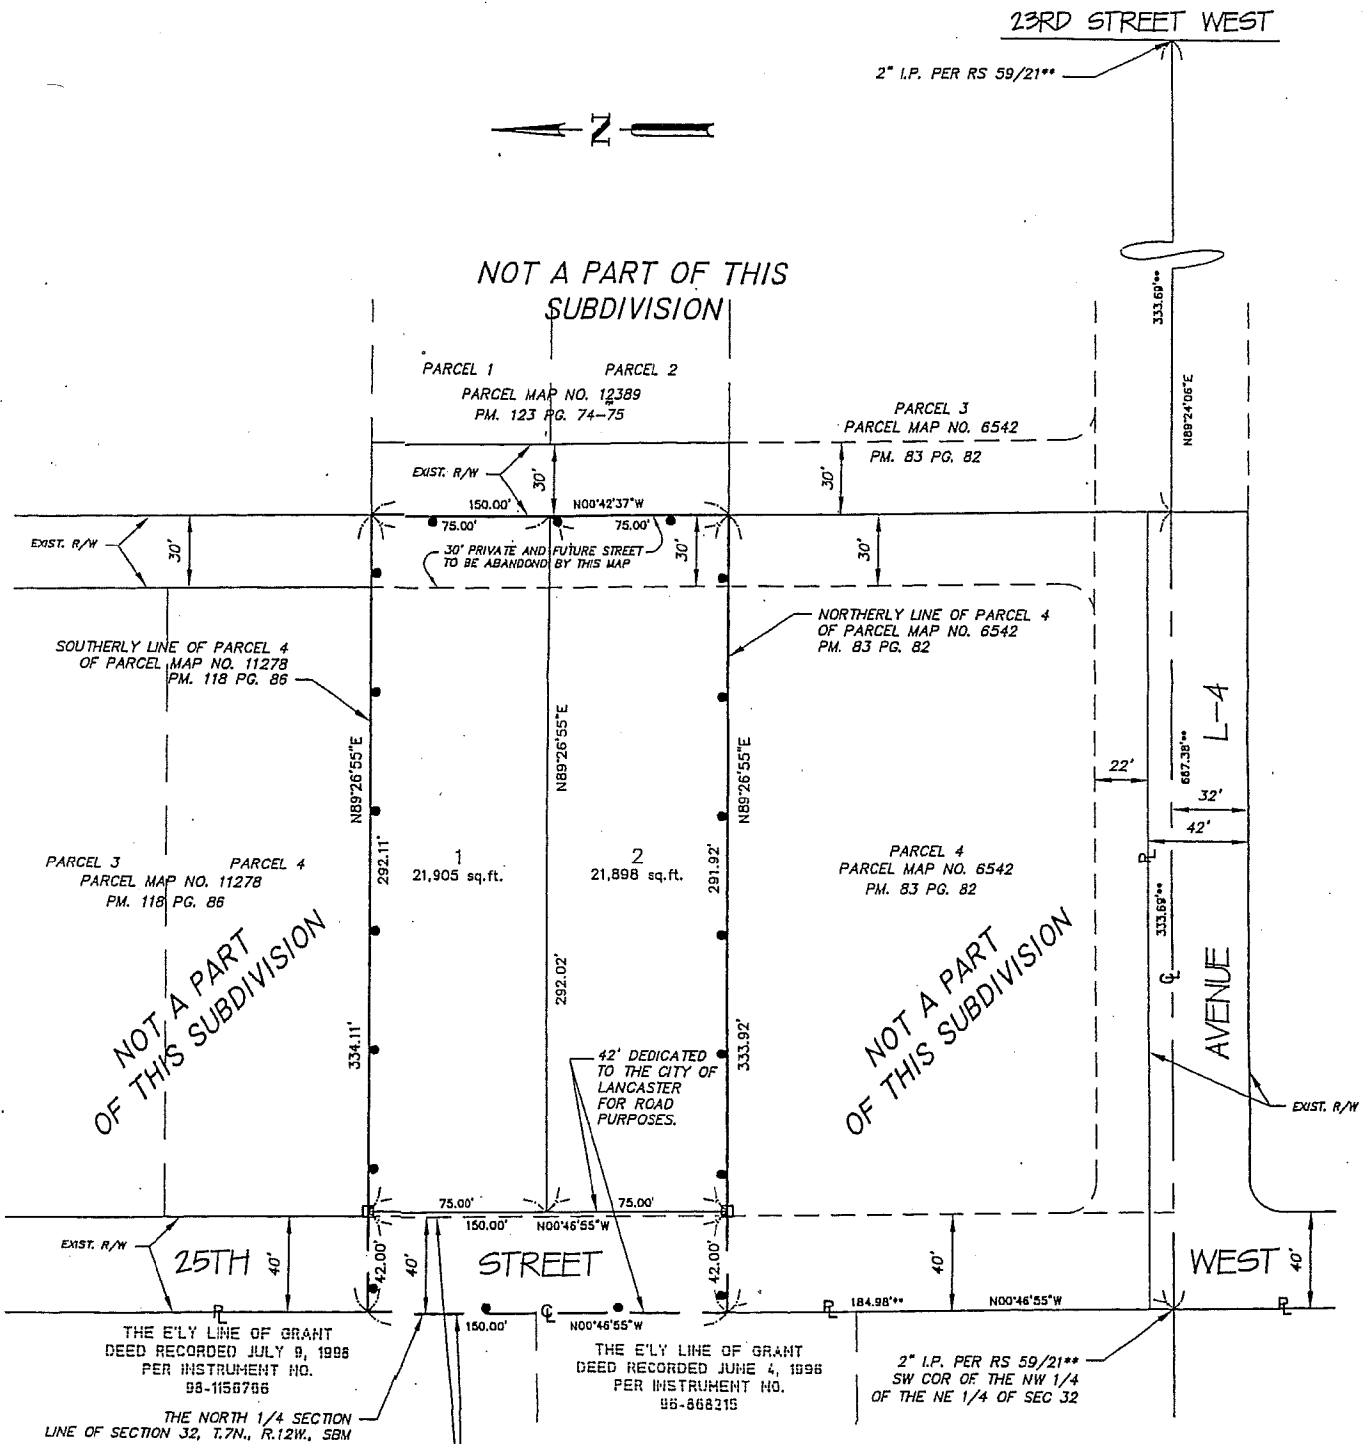 23RD STREET WEST
2" I.P. PER RS 59/21**
N
NOT A PART OF THIS
SUBDIVISION
333.69'**
N89°24'06"E
PARCEL 1
PARCEL 2
PARCEL MAP NO. 12389
PM. 123 PG. 74-75
PARCEL 3
PARCEL MAP NO. 6542
PM. 83 PG. 82
EXIST. R/W
30'
30'
150.00'
N00°42'37"W
75.00'
75.00'
EXIST. R/W
30'
30' PRIVATE AND FUTURE STREET
TO BE ABANDOND BY THIS MAP
30'
30'
SOUTHERLY LINE OF PARCEL 4
OF PARCEL MAP NO. 11278
PM. 118 PG. 86
NORTHERLY LINE OF PARCEL 4
OF PARCEL MAP NO. 6542
PM. 83 PG. 82
N89°26'55"E
N89°26'55"E
N89°26'55"E
L-4
667.38'**
22'
32'
42'
PARCEL 3
PARCEL 4
PARCEL MAP NO. 11278
PM. 118 PG. 86
292.11'
1
21,905 sq.ft.
2
21,898 sq.ft.
291.92'
PARCEL 4
PARCEL MAP NO. 6542
PM. 83 PG. 82
PL
333.69'**
CL
NOT A PART
OF THIS SUBDIVISION
292.02'
NOT A PART
OF THIS SUBDIVISION
AVENUE
334.11'
333.92'
42' DEDICATED
TO THE CITY OF
LANCASTER
FOR ROAD
PURPOSES.
EXIST. R/W
75.00'
75.00'
150.00'
N00°46'55"W
EXIST. R/W
25TH
40'
42.00'
40'
STREET
42.00'
40'
WEST
40'
PL
150.00'
CL
N00°46'55"W
PL
184.98'**
N00°46'55"W
PL
THE E'LY LINE OF GRANT
DEED RECORDED JULY 9, 1998
PER INSTRUMENT NO.
98-1156796
THE E'LY LINE OF GRANT
DEED RECORDED JUNE 4, 1996
PER INSTRUMENT NO.
96-868215
2" I.P. PER RS 59/21**
SW COR OF THE NW 1/4
OF THE NE 1/4 OF SEC 32
THE NORTH 1/4 SECTION
LINE OF SECTION 32, T.7N., R.12W., SBM